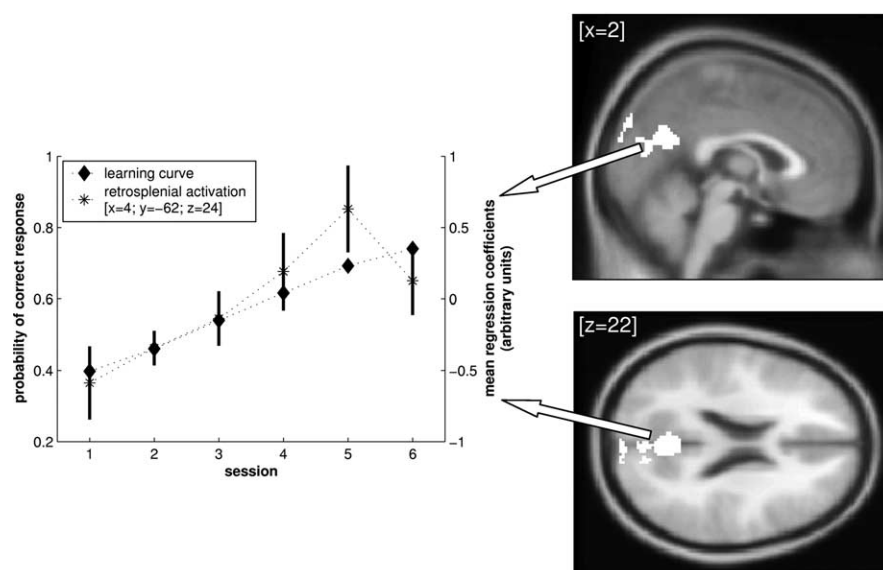 [x=2]
learning curve
retrosplenial activation
[x=4; y=−62; z=24]
probability of correct response
1
0.8
0.6
0.4
0.2
1 2 3 4 5 6
session
1
0.5
0
−0.5
−1
mean regression coefficients
(arbitrary units)
[z=22]